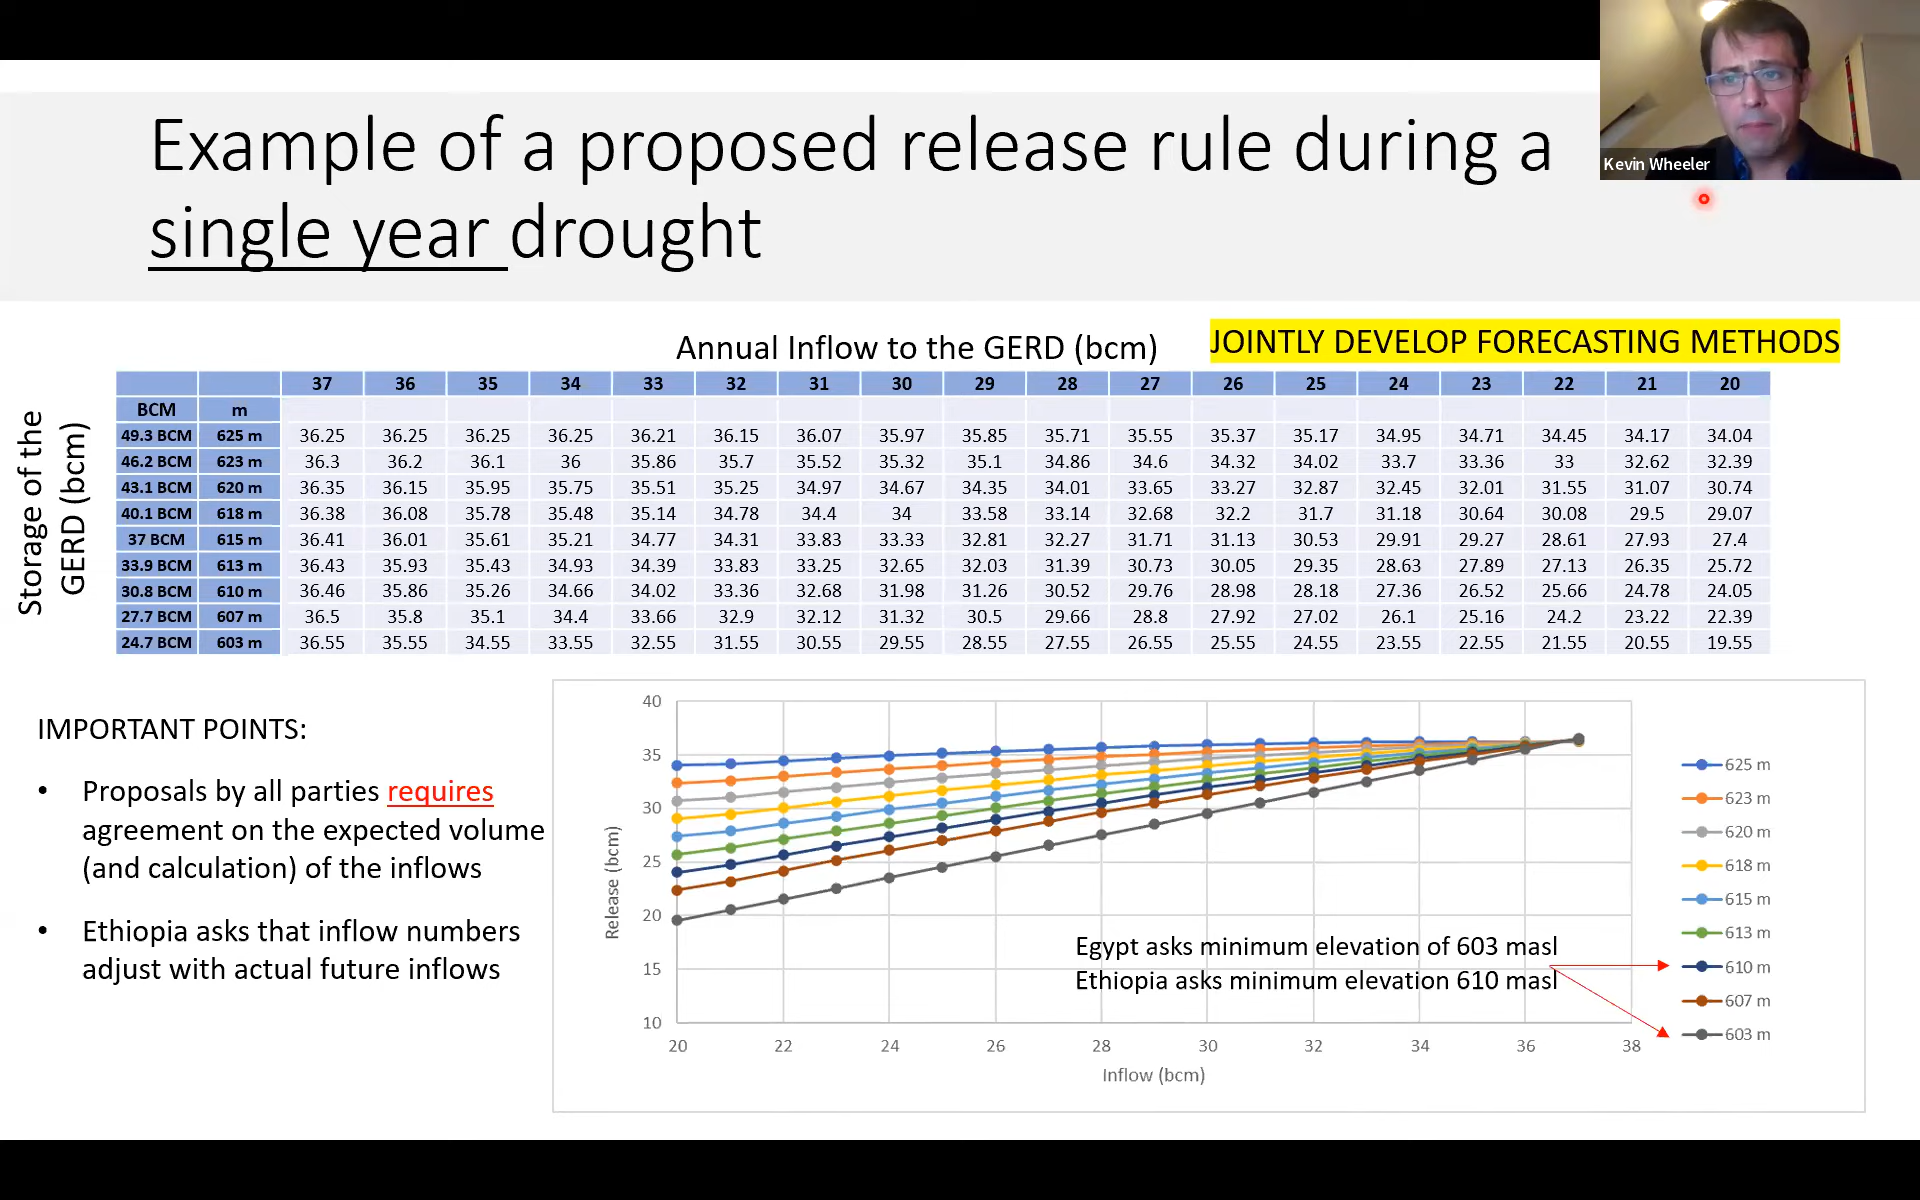 Example of a proposed release rule during a
single year drought
Kevin Wheeler
Annual Inflow to the GERD (bcm)
JOINTLY DEVELOP FORECASTING METHODS
Storage of the
GERD (bcm)
37 36 35 34 33 32 31 30 29 28 27 26 25 24 23 22 21 20
BCM m
49.3 BCM 625 m 36.25 36.25 36.25 36.25 36.21 36.15 36.07 35.97 35.85 35.71 35.55 35.37 35.17 34.95 34.71 34.45 34.17 34.04
46.2 BCM 623 m 36.3 36.2 36.1 36 35.86 35.7 35.52 35.32 35.1 34.86 34.6 34.32 34.02 33.7 33.36 33 32.62 32.39
43.1 BCM 620 m 36.35 36.15 35.95 35.75 35.51 35.25 34.97 34.67 34.35 34.01 33.65 33.27 32.87 32.45 32.01 31.55 31.07 30.74
40.1 BCM 618 m 36.38 36.08 35.78 35.48 35.14 34.78 34.4 34 33.58 33.14 32.68 32.2 31.7 31.18 30.64 30.08 29.5 29.07
37 BCM 615 m 36.41 36.01 35.61 35.21 34.77 34.31 33.83 33.33 32.81 32.27 31.71 31.13 30.53 29.91 29.27 28.61 27.93 27.4
33.9 BCM 613 m 36.43 35.93 35.43 34.93 34.39 33.83 33.25 32.65 32.03 31.39 30.73 30.05 29.35 28.63 27.89 27.13 26.35 25.72
30.8 BCM 610 m 36.46 35.86 35.26 34.66 34.02 33.36 32.68 31.98 31.26 30.52 29.76 28.98 28.18 27.36 26.52 25.66 24.78 24.05
27.7 BCM 607 m 36.5 35.8 35.1 34.4 33.66 32.9 32.12 31.32 30.5 29.66 28.8 27.92 27.02 26.1 25.16 24.2 23.22 22.39
24.7 BCM 603 m 36.55 35.55 34.55 33.55 32.55 31.55 30.55 29.55 28.55 27.55 26.55 25.55 24.55 23.55 22.55 21.55 20.55 19.55
IMPORTANT POINTS:
• Proposals by all parties requires
agreement on the expected volume
(and calculation) of the inflows
• Ethiopia asks that inflow numbers
adjust with actual future inflows
Release (bcm)
40
35
30
25
20
15
10
20 22 24 26 28 30 32 34 36 38
Inflow (bcm)
Egypt asks minimum elevation of 603 masl
Ethiopia asks minimum elevation 610 masl
625 m
623 m
620 m
618 m
615 m
613 m
610 m
607 m
603 m